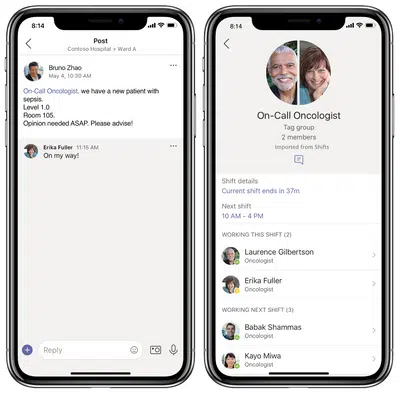 8:14
Post
Contoso Hospital > Ward A
Bruno Zhao
May 4, 10:30 AM
On-Call Oncologist, we have a new patient with
sepsis.
Level 1.0
Room 105.
Opinion needed ASAP. Please advise!
Erika Fuller 11:15 AM
On my way!
Reply
8:14
On-Call Oncologist
Tag group
2 members
Imported from Shifts
Shift details
Current shift ends in 37m
Next shift
10 AM - 4 PM
WORKING THIS SHIFT (2)
Laurence Gilbertson
Oncologist
Erika Fuller
Oncologist
WORKING NEXT SHIFT (3)
Babak Shammas
Oncologist
Kayo Miwa
Oncologist